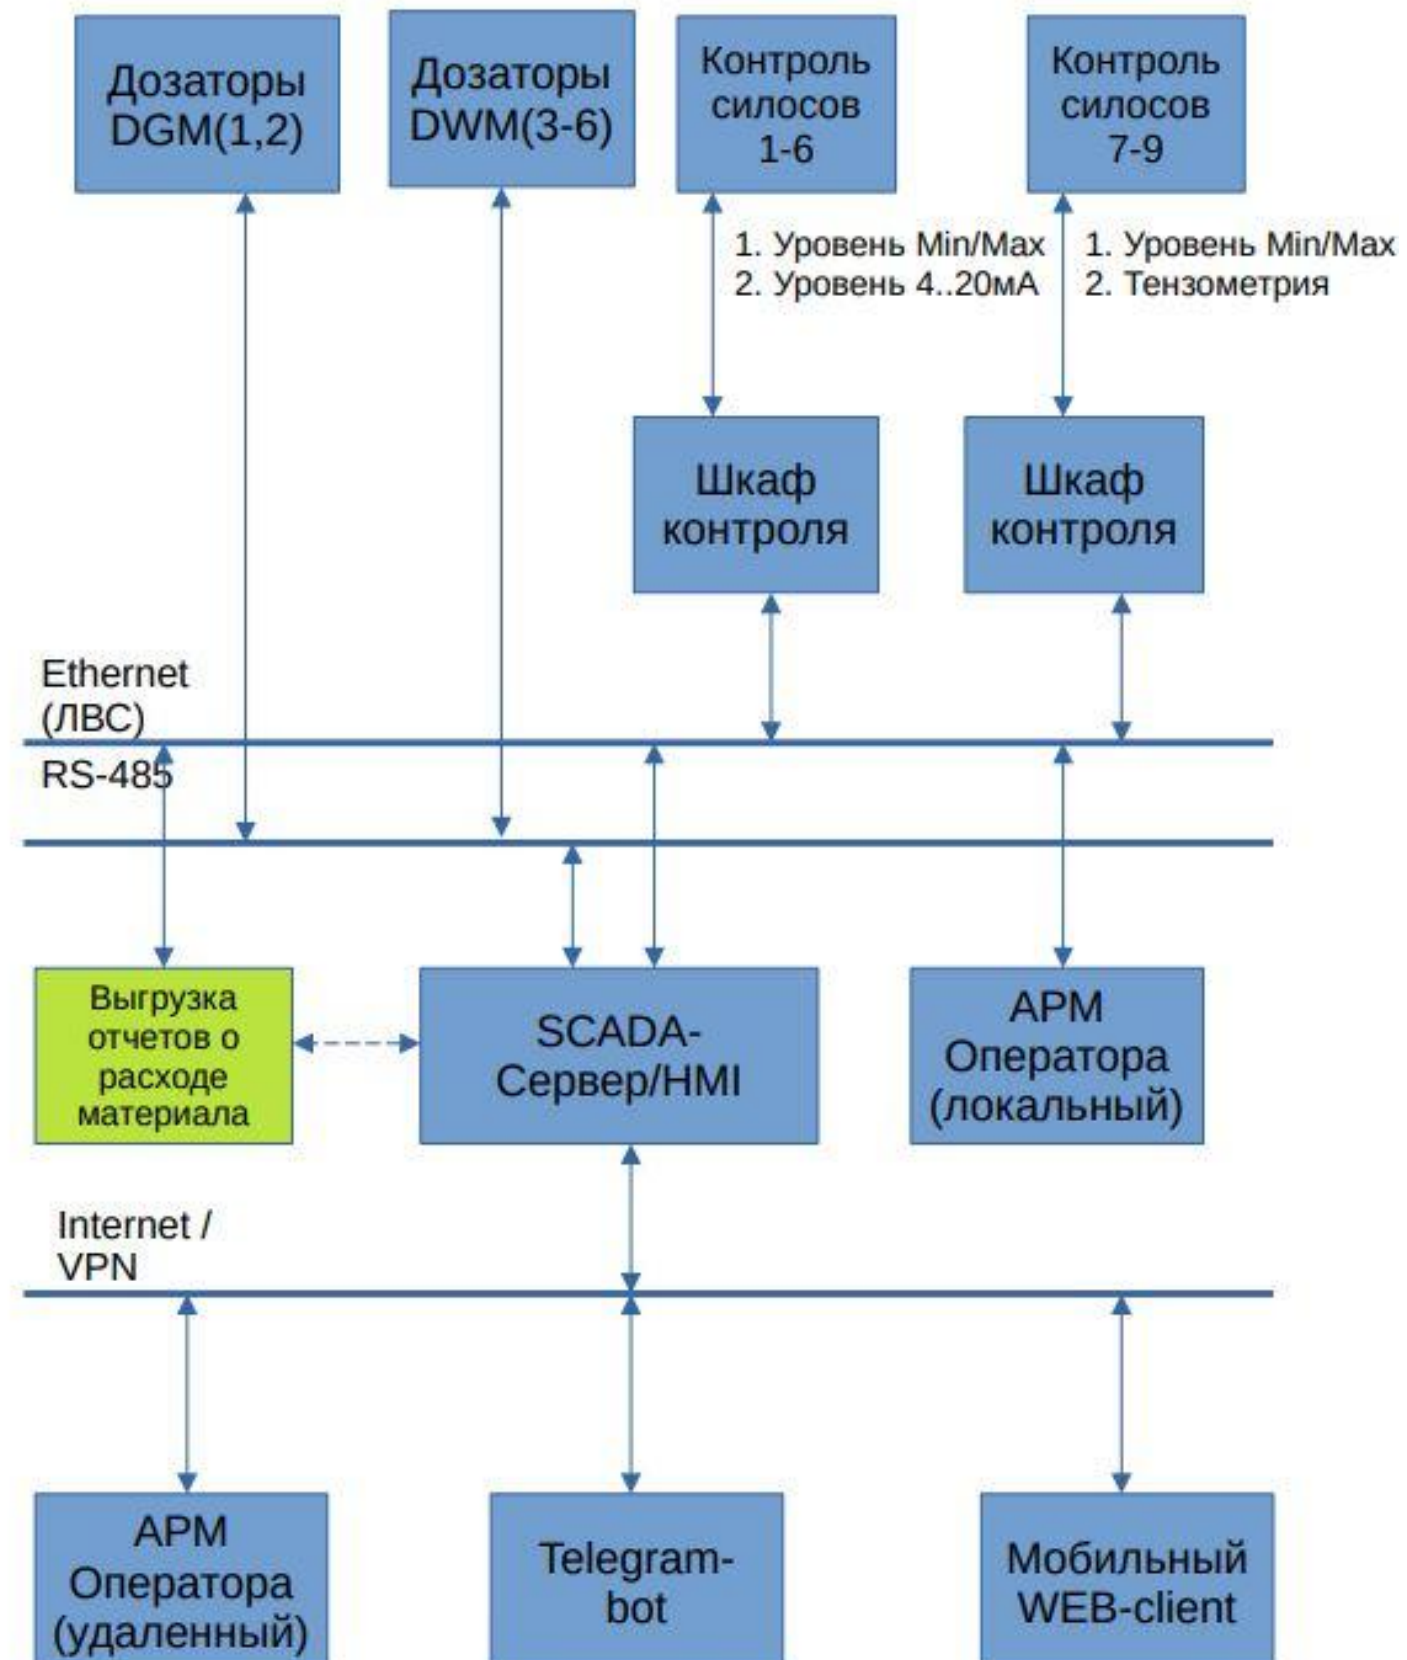 Дозаторы
DGM(1,2)
Дозаторы
DWM(3-6)
Контроль
силосов
1-6
Контроль
силосов
7-9
1. Уровень Min/Max
2. Уровень 4..20мА
1. Уровень Min/Max
2. Тензометрия
Шкаф
контроля
Шкаф
контроля
Ethernet
(ЛВС)
RS-485
Выгрузка
отчетов о
расходе
материала
SCADA-
Сервер/HMI
АРМ
Оператора
(локальный)
Internet /
VPN
АРМ
Оператора
(удаленный)
Telegram-
bot
Мобильный
WEB-client